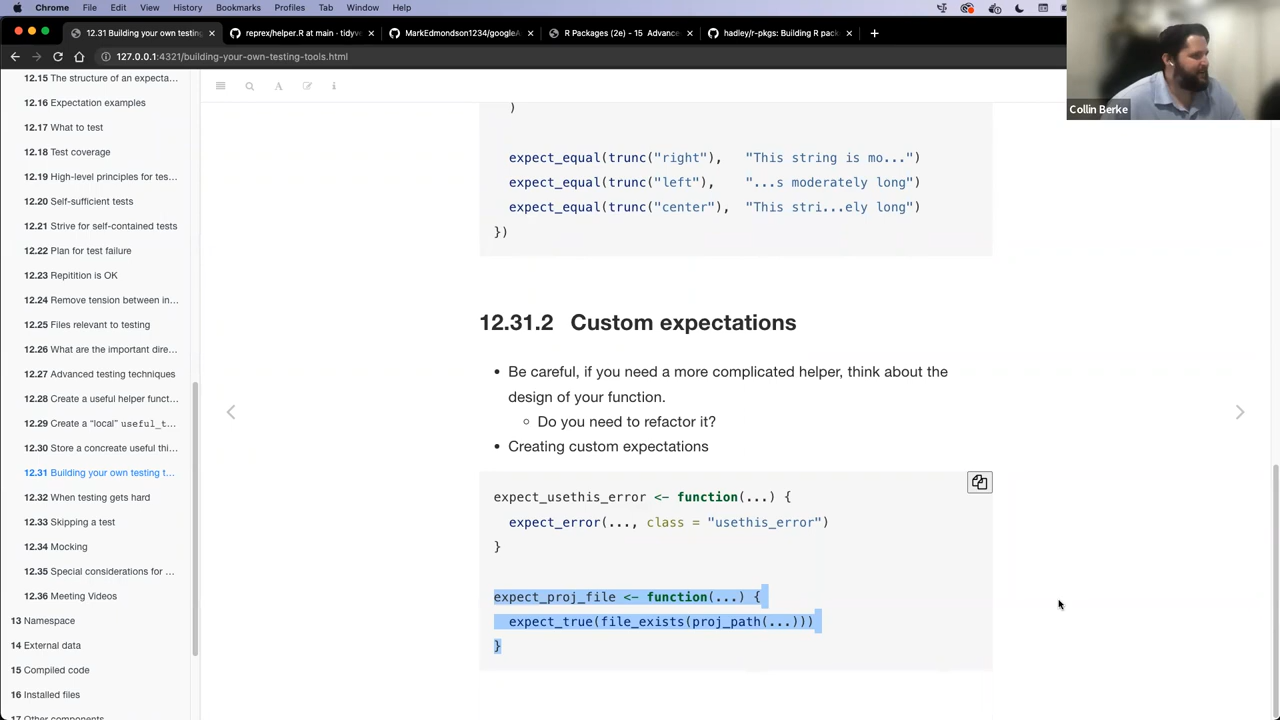 Chrome File Edit View History Bookmarks Profiles Tab Window Help
12.31 Building your own testing
reprex/helper.R at main · tidyve
MarkEdmondson1234/googleA
R Packages (2e) - 15 Advance
hadley/r-pkgs: Building R pack
127.0.0.1:4321/building-your-own-testing-tools.html
Collin Berke
12.15 The structure of an expecta...
12.16 Expectation examples
12.17 What to test
12.18 Test coverage
12.19 High-level principles for tes...
12.20 Self-sufficient tests
12.21 Strive for self-contained tests
12.22 Plan for test failure
12.23 Repitition is OK
12.24 Remove tension between in...
12.25 Files relevant to testing
12.26 What are the important dire...
12.27 Advanced testing techniques
12.28 Create a useful helper funct...
12.29 Create a “local” useful_t...
12.30 Store a concreate useful thi...
12.31 Building your own testing t...
12.32 When testing gets hard
12.33 Skipping a test
12.34 Mocking
12.35 Special considerations for ...
12.36 Meeting Videos
13 Namespace
14 External data
15 Compiled code
16 Installed files
17 Other components
)
expect_equal(trunc("right"), "This string is mo...")
expect_equal(trunc("left"), "...s moderately long")
expect_equal(trunc("center"), "This stri...ely long")
})
12.31.2 Custom expectations
• Be careful, if you need a more complicated helper, think about the
design of your function.
◦ Do you need to refactor it?
• Creating custom expectations
expect_usethis_error <- function(...) {
expect_error(..., class = "usethis_error")
}
expect_proj_file <- function(...) {
expect_true(file_exists(proj_path(...)))
}